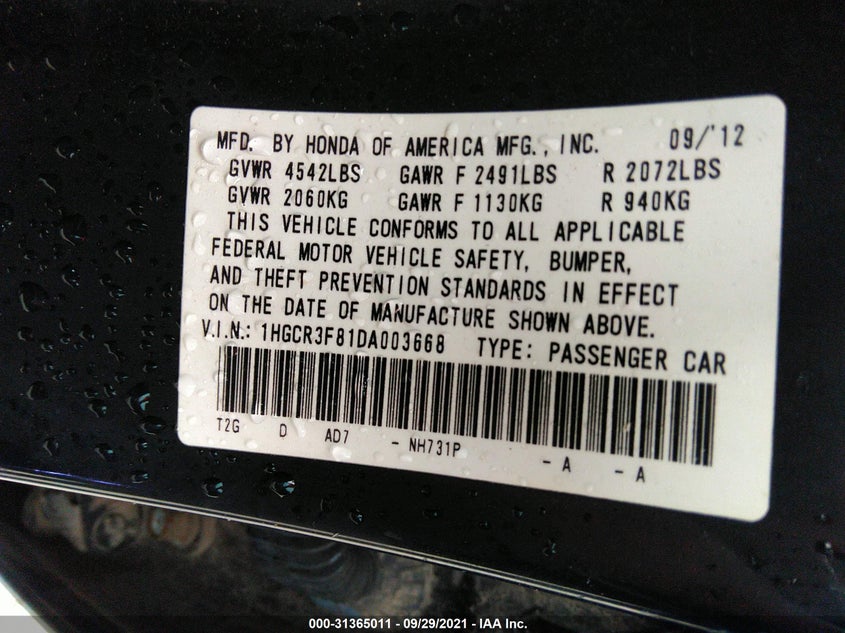 MFD. BY HONDA OF AMERICA MFG., INC. 09/'12
GVWR 4542LBS GAWR F 2491LBS R 2072LBS
GVWR 2060KG GAWR F 1130KG R 940KG
THIS VEHICLE CONFORMS TO ALL APPLICABLE
FEDERAL MOTOR VEHICLE SAFETY, BUMPER,
AND THEFT PREVENTION STANDARDS IN EFFECT
ON THE DATE OF MANUFACTURE SHOWN ABOVE.
V.I.N.: 1HGCR3F81DA003668 TYPE: PASSENGER CAR
T2G D AD7 - NH731P - A - A
000-31365011 - 09/29/2021 - IAA Inc.